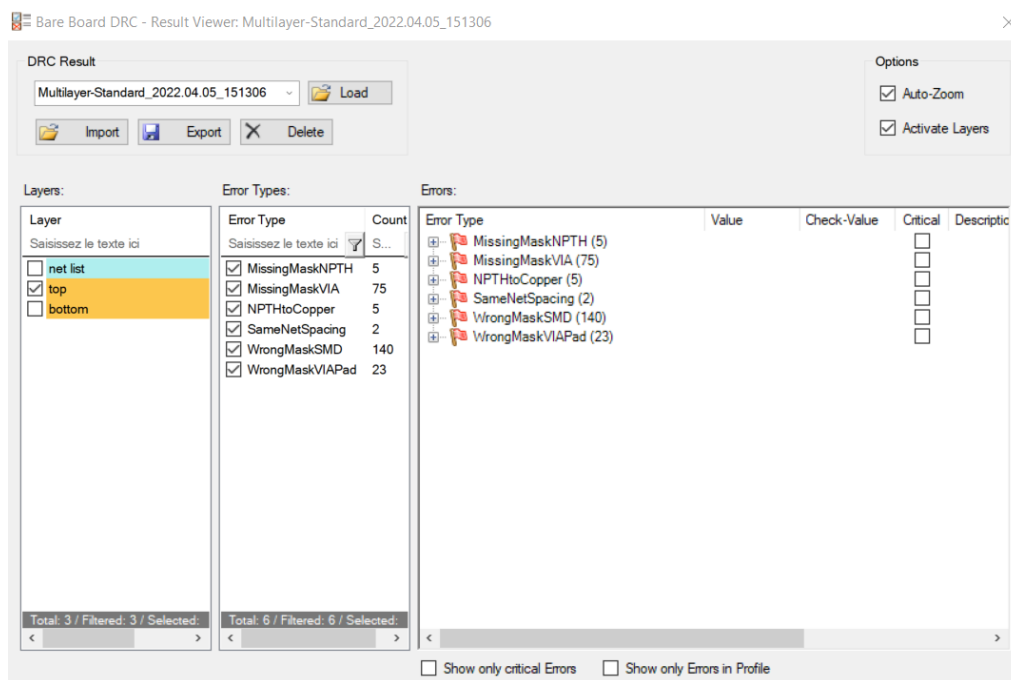 Bare Board DRC - Result Viewer: Multilayer-Standard_2022.04.05_151306
DRC Result
Options
Multilayer-Standard_2022.04.05_151306
Load
Auto-Zoom
Import
Export
Delete
Activate Layers
Layers:
Error Types:
Errors:
Layer
Error Type Count
Error Type Value Check-Value Critical Descriptic
Saisissez le texte ici
Saisissez le texte ici S...
net list
top
bottom
MissingMaskNPTH 5
MissingMaskVIA 75
NPTHtoCopper 5
SameNetSpacing 2
WrongMaskSMD 140
WrongMaskVIAPad 23
MissingMaskNPTH (5)
MissingMaskVIA (75)
NPTHtoCopper (5)
SameNetSpacing (2)
WrongMaskSMD (140)
WrongMaskVIAPad (23)
Total: 3 / Filtered: 3 / Selected:
Total: 6 / Filtered: 6 / Selected:
Show only critical Errors
Show only Errors in Profile